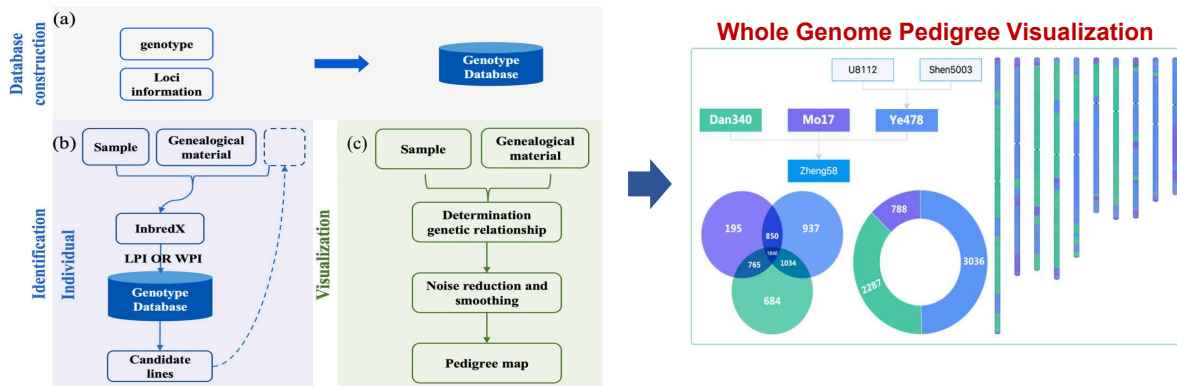 (a)
Database
construction
genotype
Loci
information
Genotype
Database
(b)
Identification
Individual
Sample
Genealogical
material
InbredX
LPI OR WPI
Genotype
Database
Candidate
lines
(c)
Visualization
Sample
Genealogical
material
Determination
genetic relationship
Noise reduction and
smoothing
Pedigree map
Whole Genome Pedigree Visualization
U8112
Shen5003
Dan340
Mo17
Ye478
Zheng58
195
850
937
765
1034
684
788
3036
2287